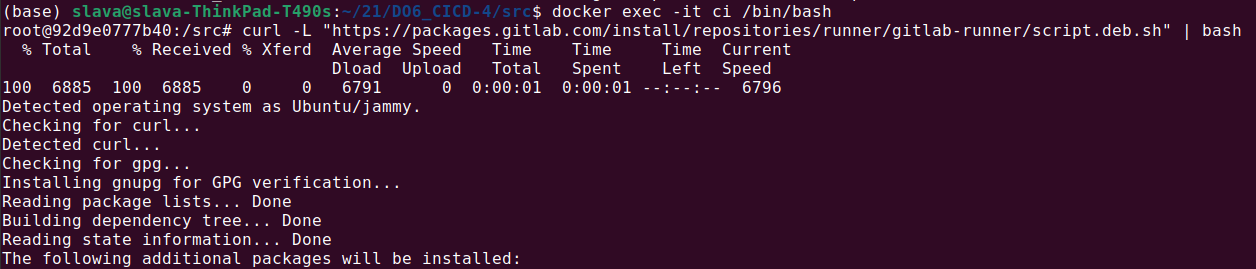 (base) slava@slava-ThinkPad-T490s:~/21/DO6_CICD-4/src$ docker exec -it ci /bin/bash
root@92d9e0777b40:/src# curl -L "https://packages.gitlab.com/install/repositories/runner/gitlab-runner/script.deb.sh" | bash
  % Total    % Received % Xferd  Average Speed   Time    Time     Time  Current
                                 Dload  Upload   Total   Spent    Left  Speed
100  6885  100  6885    0     0   6791      0  0:00:01  0:00:01 --:--:--  6796
Detected operating system as Ubuntu/jammy.
Checking for curl...
Detected curl...
Checking for gpg...
Installing gnupg for GPG verification...
Reading package lists... Done
Building dependency tree... Done
Reading state information... Done
The following additional packages will be installed: